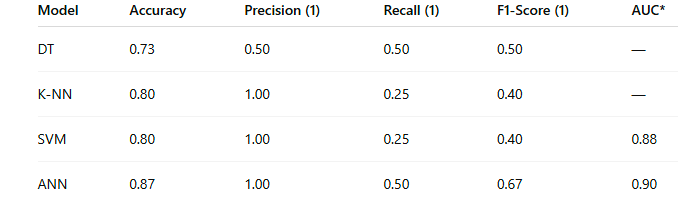 Model Accuracy Precision (1) Recall (1) F1-Score (1) AUC*
DT 0.73 0.50 0.50 0.50 —
K-NN 0.80 1.00 0.25 0.40 —
SVM 0.80 1.00 0.25 0.40 0.88
ANN 0.87 1.00 0.50 0.67 0.90